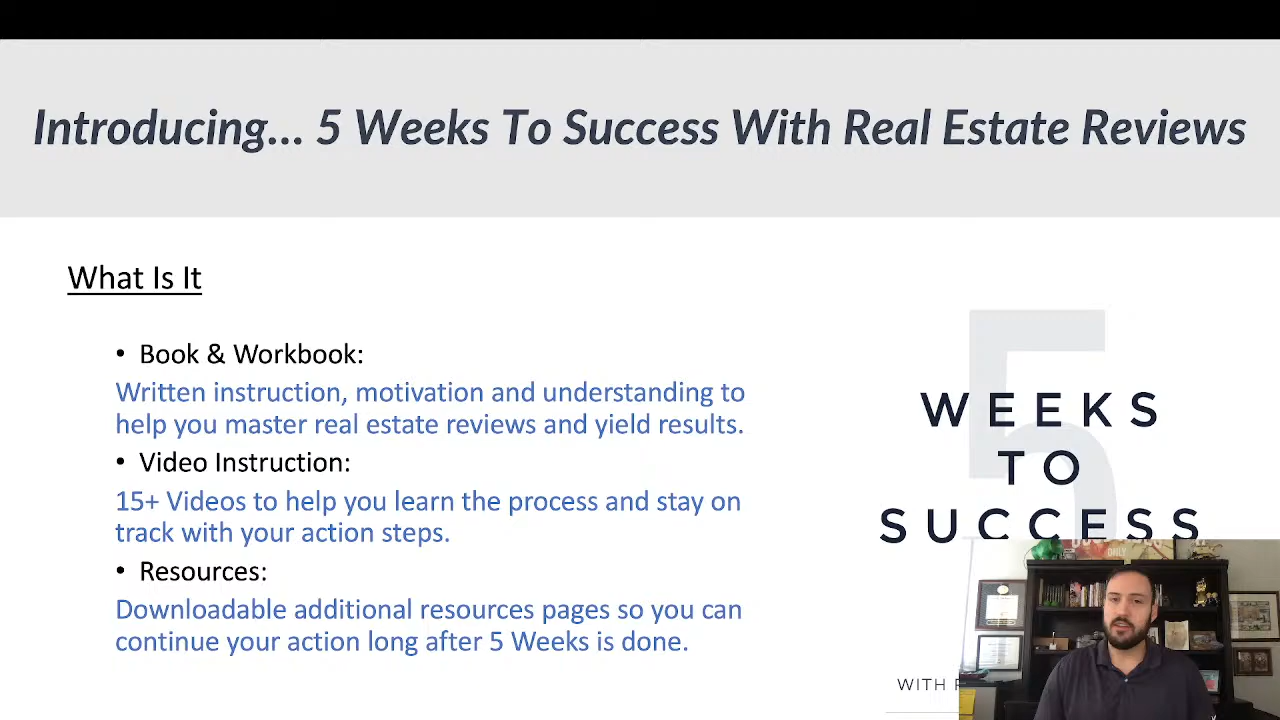 Introducing... 5 Weeks To Success With Real Estate Reviews
What Is It
• Book & Workbook:
Written instruction, motivation and understanding to
help you master real estate reviews and yield results.
• Video Instruction:
15+ Videos to help you learn the process and stay on
track with your action steps.
• Resources:
Downloadable additional resources pages so you can
continue your action long after 5 Weeks is done.
5
WEEKS
TO
SUCCESS
ONLY
WITH